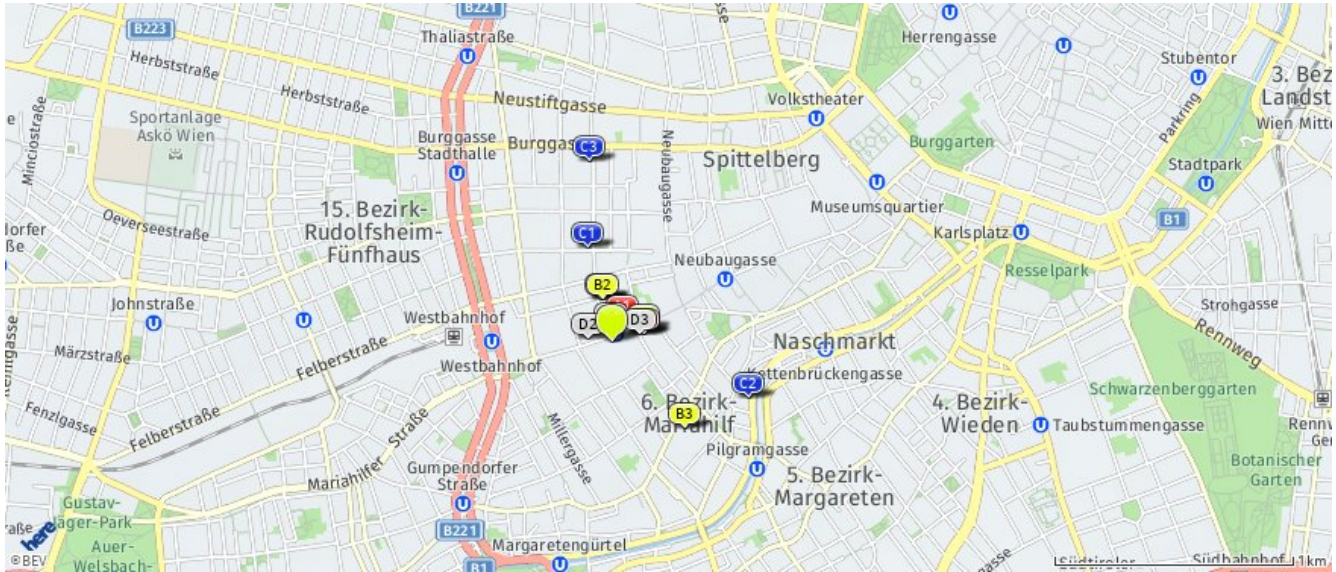 B221
B223
Thaliastraße
U
Herbststraße
Herbststraße
Herrengasse
Stubentor
3. Bez
Landst
Wien Mitte
Parkring
Neustiftgasse
Volkstheater
Minciostraße
Sportanlage
Askö Wien
Burggasse
Stadthalle
Burggas
C3
Neubaugasse
Spittelberg
Burggarten
Stadtpark
15. Bezirk-
Rudolfsheim-
Fünfhaus
Oeverseestraße
Museumsquartier
Karlsplatz
B1
C1
Neubaugasse
Resselpark
B2
Johnstraße
Westbahnhof
D2
D3
Strohgasse
Rennweg
Märzstraße
Felberstraße
Westbahnhof
Naschmarkt
Kettenbrückengasse
C2
Schwarzenberggarten
Fenzlgasse
Felberstraße
Millergasse
6. Bezirk-
Mariahilf
B3
4. Bezirk-
Wieden
Taubstummengasse
Pilgramgasse
Mariahilfer - Straße
Gumpendorfer
Straße
5. Bezirk-
Margareten
Botanischer
Garten
Gustav-
Jäger-Park
Auer-
Welsbach-
here
©BEV
B221
B1
Margaretengürtel
Südtiroler
Südbahnhof
1km